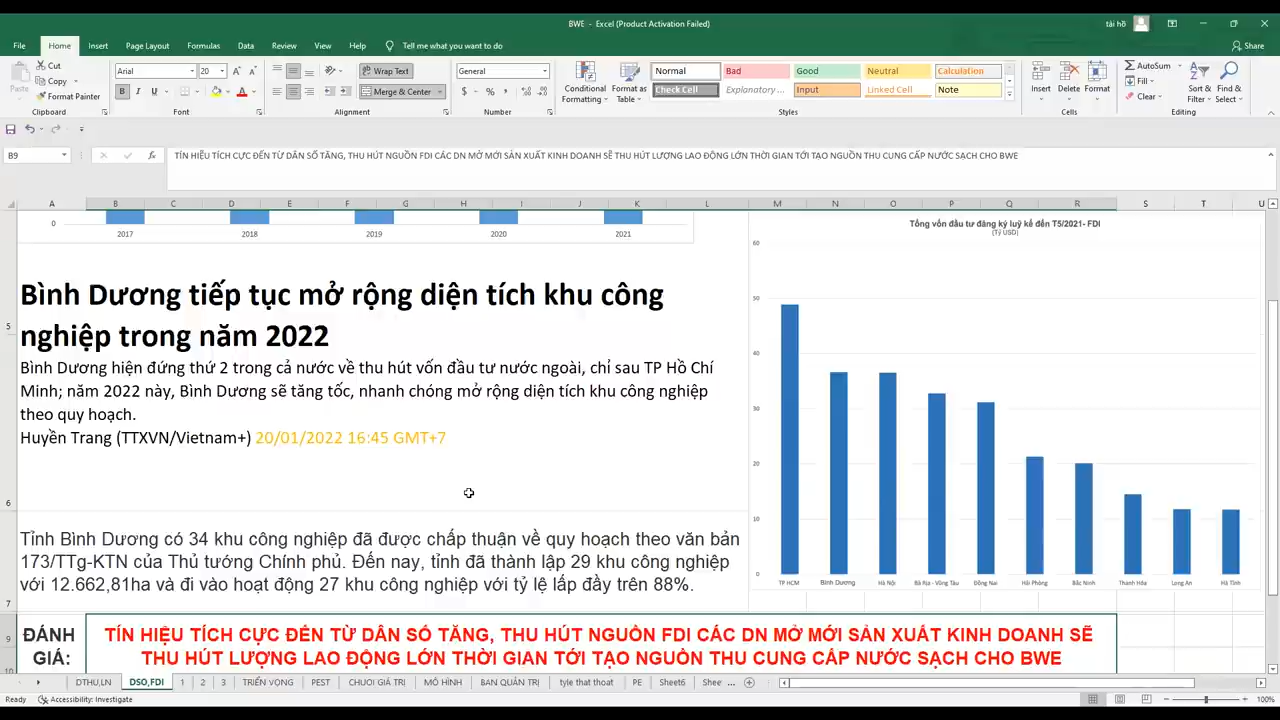 BWE - Excel (Product Activation Failed)
tài hồ
File Home Insert Page Layout Formulas Data Review View Help Tell me what you want to do
Share
Cut
Copy
Format Painter
Paste
Clipboard
Arial 20
B I U
Font
Wrap Text
Merge & Center
Alignment
General
$ % ,
Number
Conditional Formatting
Format as Table
Normal Bad Good Neutral Calculation
Check Cell Explanatory ... Input Linked Cell Note
Styles
Insert Delete Format
Cells
AutoSum
Fill
Clear
Sort & Filter
Find & Select
Editing
B9
fx
TÍN HIỆU TÍCH CỰC ĐẾN TỪ DÂN SỐ TĂNG, THU HÚT NGUỒN FDI CÁC DN MỞ MỚI SẢN XUẤT KINH DOANH SẼ THU HÚT LƯỢNG LAO ĐỘNG LỚN THỜI GIAN TỚI TẠO NGUỒN THU CUNG CẤP NƯỚC SẠCH CHO BWE
A B C D E F G H I J K L M N O P Q R S T U
0
2017 2018 2019 2020 2021
Bình Dương tiếp tục mở rộng diện tích khu công
nghiệp trong năm 2022
Bình Dương hiện đứng thứ 2 trong cả nước về thu hút vốn đầu tư nước ngoài, chỉ sau TP Hồ Chí
Minh; năm 2022 này, Bình Dương sẽ tăng tốc, nhanh chóng mở rộng diện tích khu công nghiệp
theo quy hoạch.
Huyền Trang (TTXVN/Vietnam+) 20/01/2022 16:45 GMT+7
5
6
Tỉnh Bình Dương có 34 khu công nghiệp đã được chấp thuận về quy hoạch theo văn bản
173/TTg-KTN của Thủ tướng Chính phủ. Đến nay, tỉnh đã thành lập 29 khu công nghiệp
với 12.662,81ha và đi vào hoạt động 27 khu công nghiệp với tỷ lệ lấp đầy trên 88%.
7
Tổng vốn đầu tư đăng ký luỹ kế đến T5/2021- FDI
(Tỷ USD)
60
50
40
30
20
10
0
TP HCM Bình Dương Hà Nội Bà Rịa - Vũng Tàu Đồng Nai Hải Phòng Bắc Ninh Thanh Hóa Long An Hà Tĩnh
9
10
ĐÁNH
GIÁ:
TÍN HIỆU TÍCH CỰC ĐẾN TỪ DÂN SỐ TĂNG, THU HÚT NGUỒN FDI CÁC DN MỞ MỚI SẢN XUẤT KINH DOANH SẼ
THU HÚT LƯỢNG LAO ĐỘNG LỚN THỜI GIAN TỚI TẠO NGUỒN THU CUNG CẤP NƯỚC SẠCH CHO BWE
... DTHU,LN DSO,FDI 1 2 3 TRIỂN VỌNG PEST CHUOI GIÁ TRỊ MÔ HÌNH BAN QUẢN TRỊ tyle that thoat PE Sheet6 Shee ...
Ready Accessibility: Investigate
100%